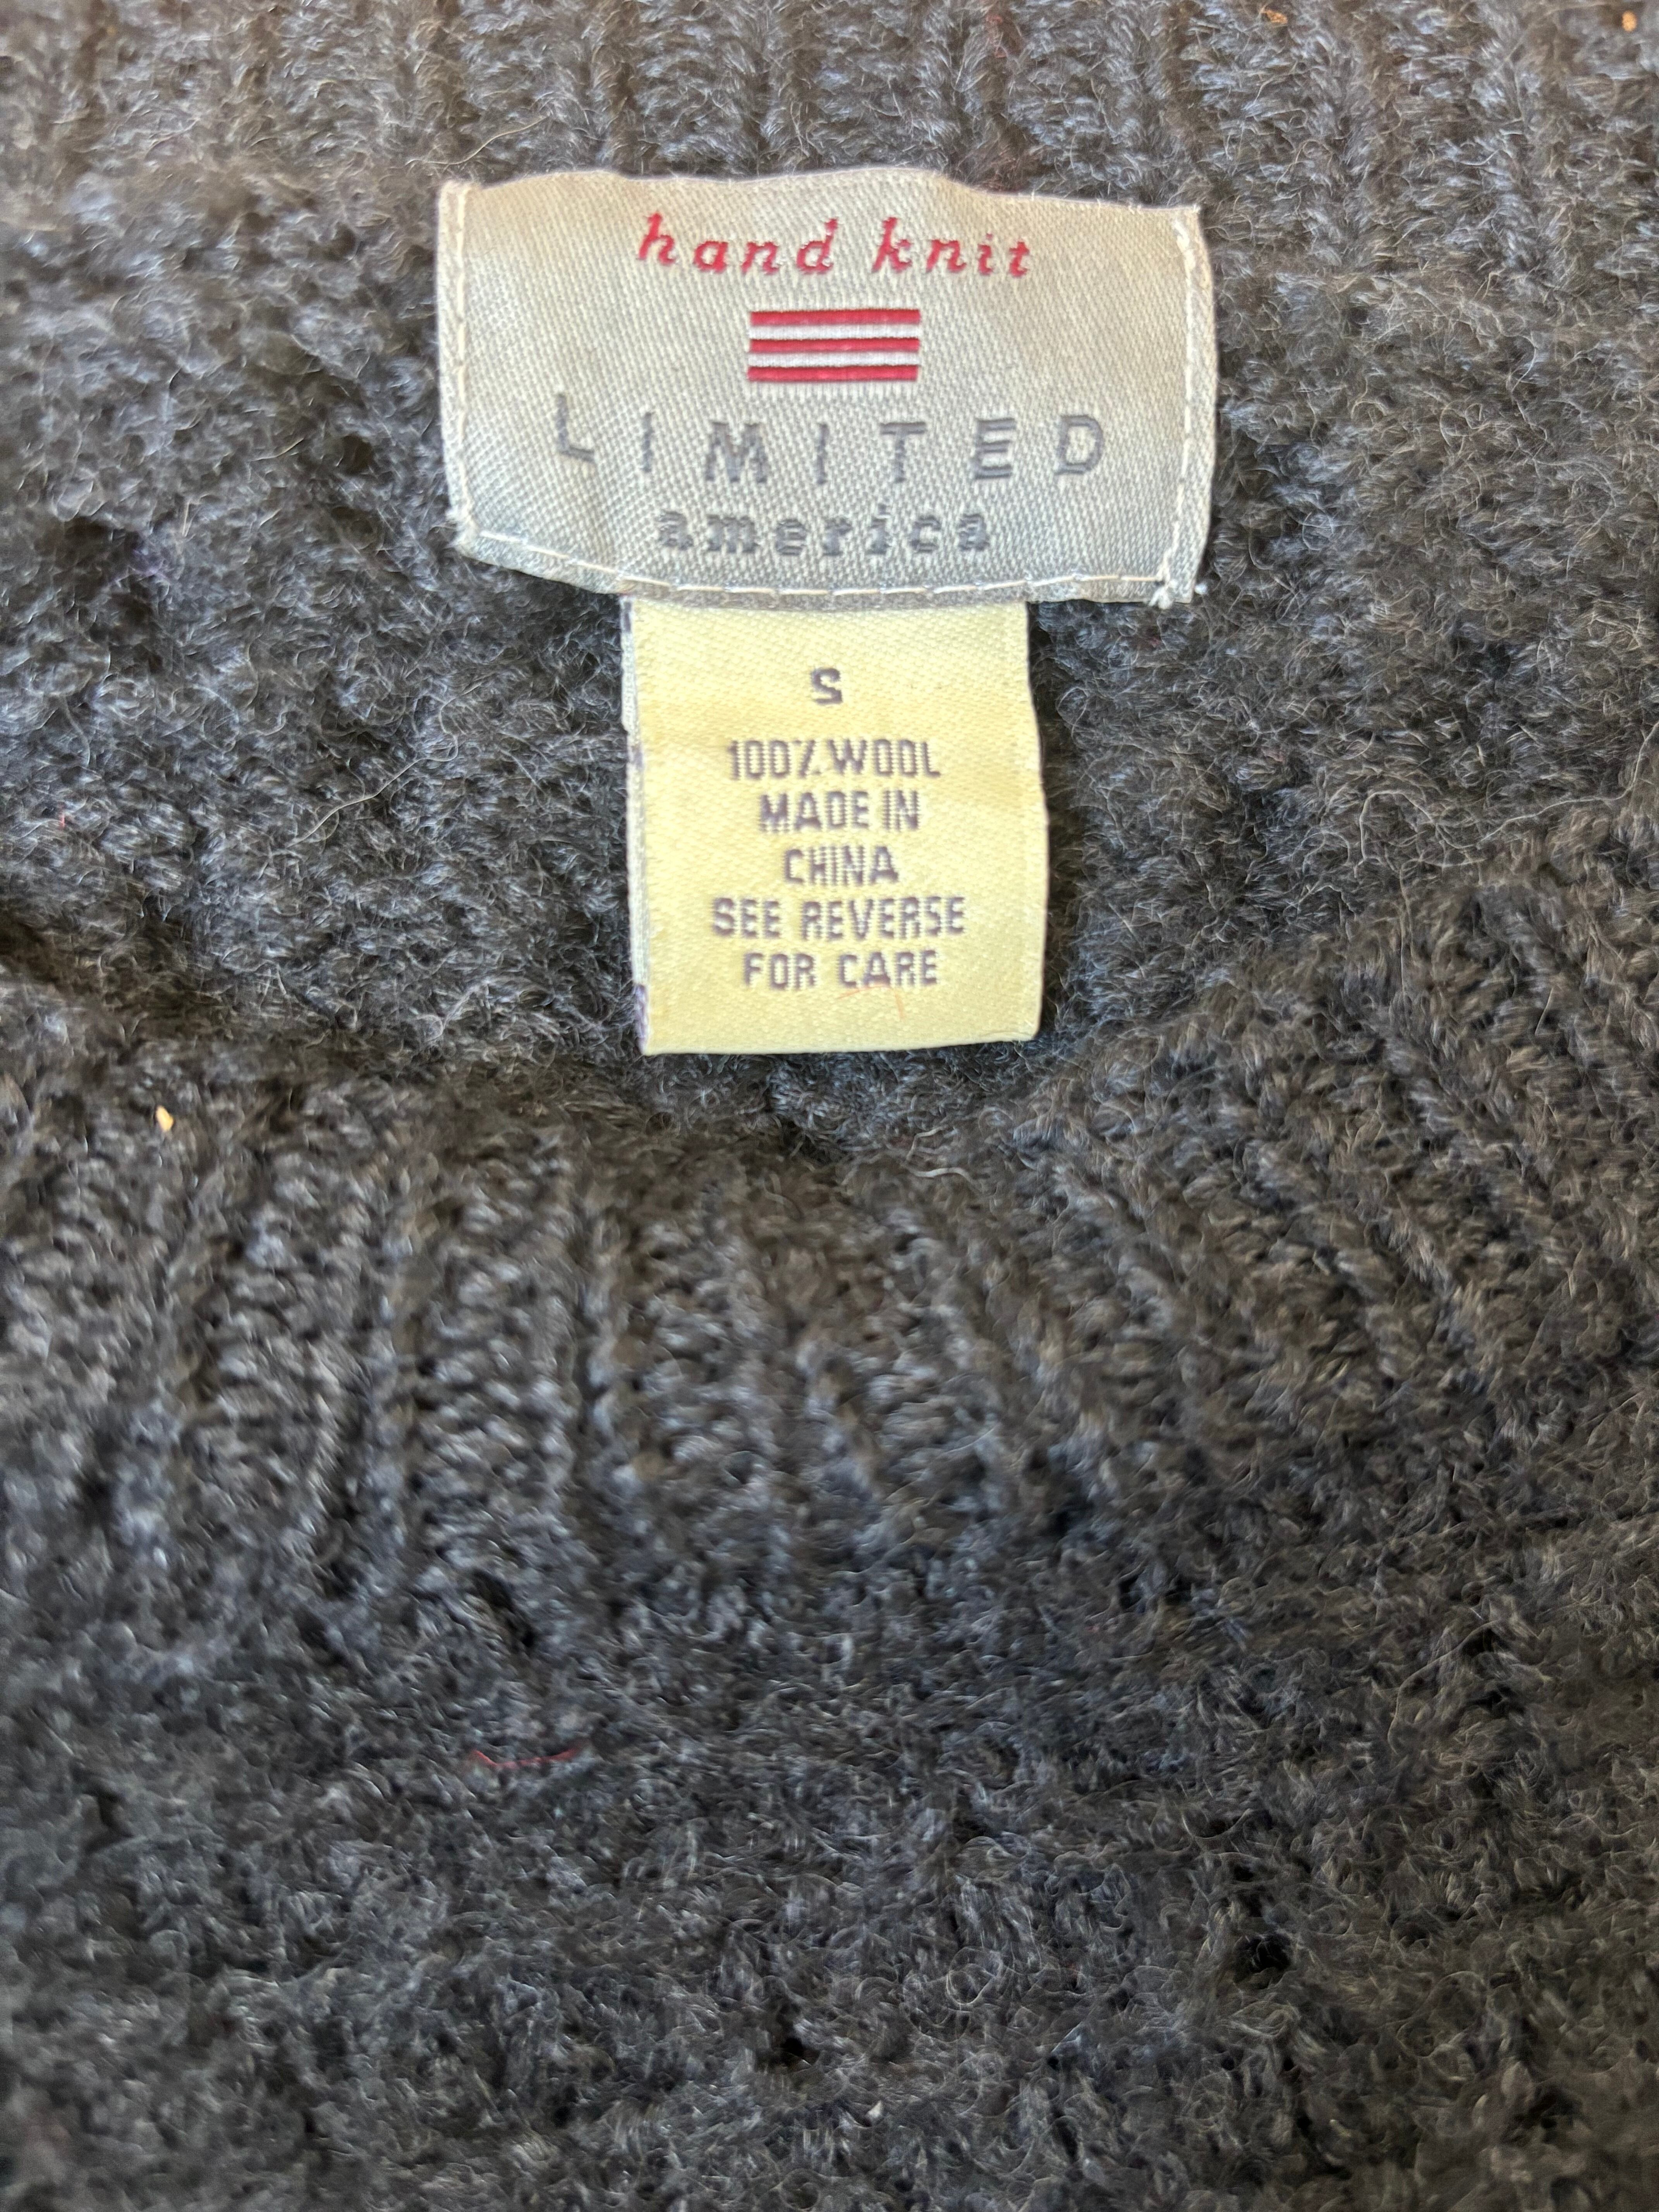 hand knit
LIMITED
america
S
100% WOOL
MADE IN
CHINA
SEE REVERSE
FOR CARE